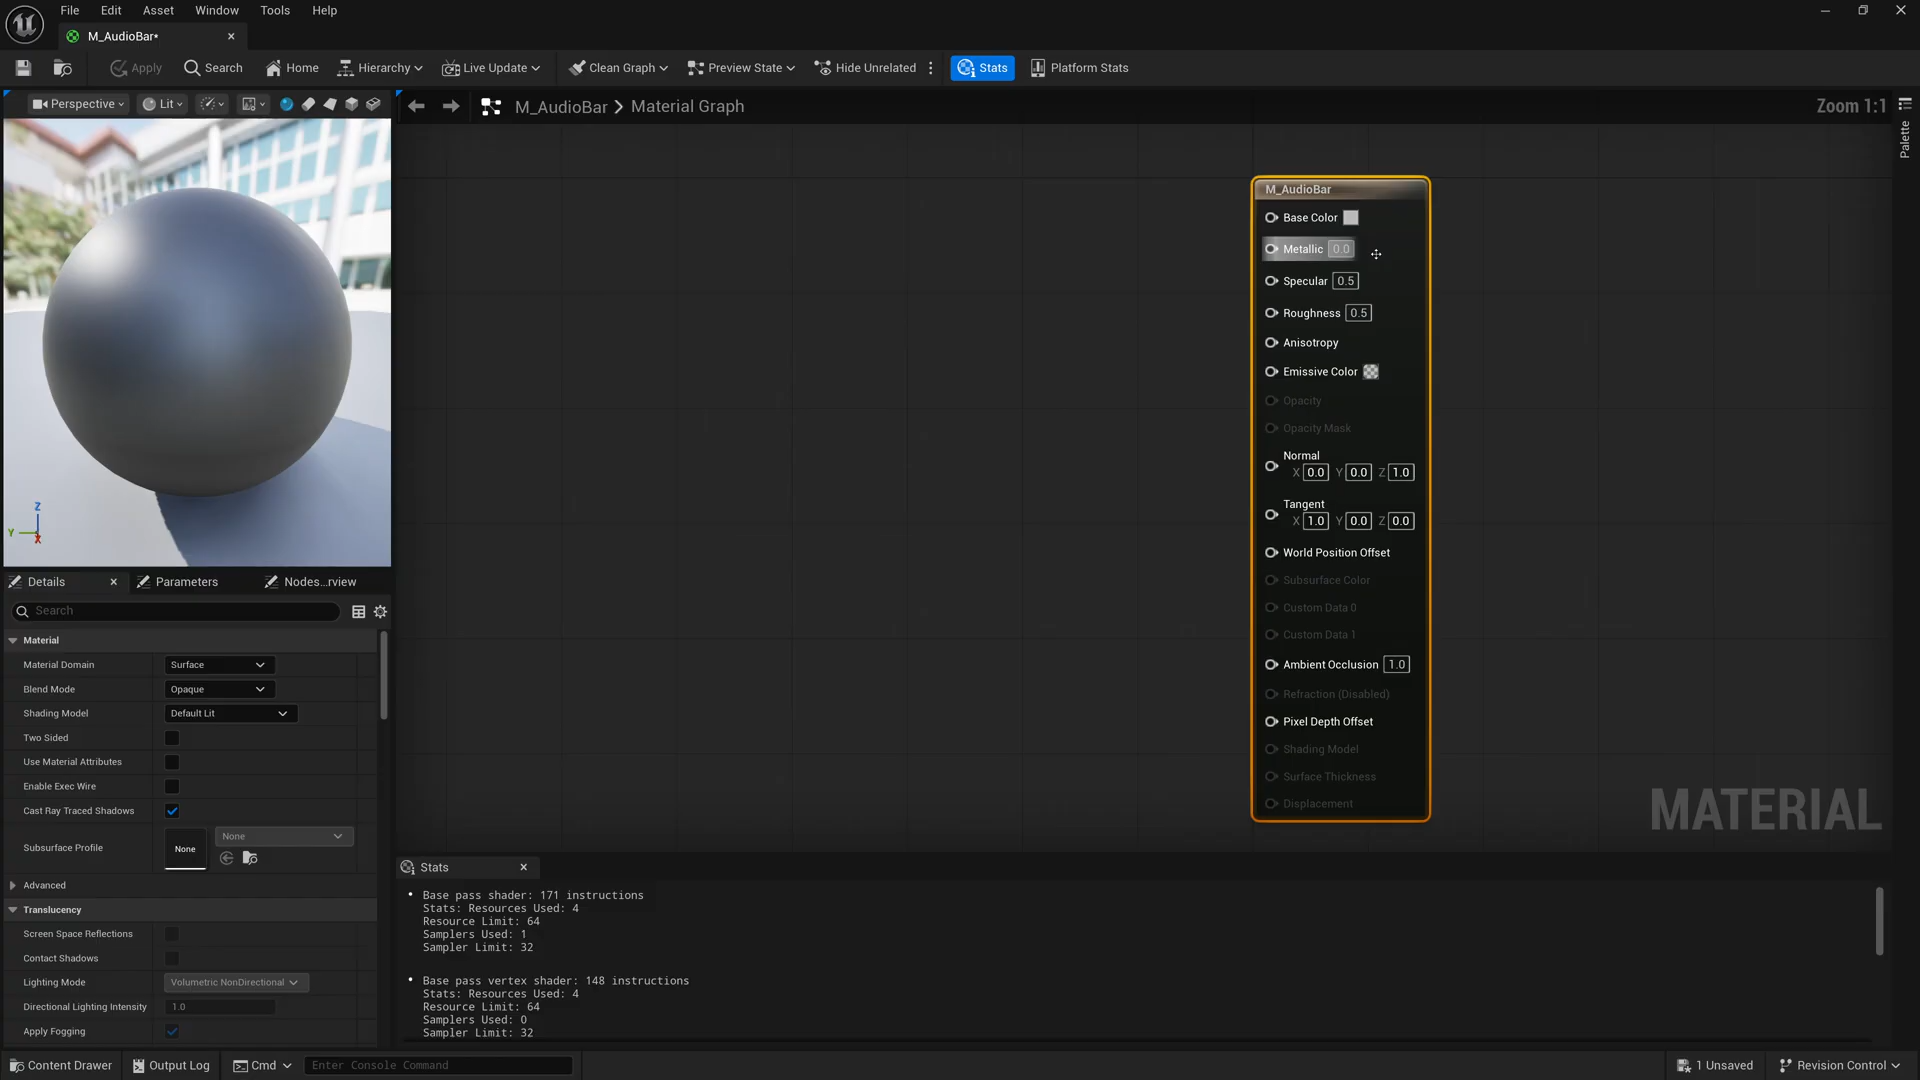 File Edit Asset Window Tools Help
M_AudioBar*
Apply Search Home Hierarchy Live Update Clean Graph Preview State Hide Unrelated Stats Platform Stats
Perspective Lit
M_AudioBar > Material Graph
Zoom 1:1
Palette
M_AudioBar
Base Color
Metallic 0.0
Specular 0.5
Roughness 0.5
Anisotropy
Emissive Color
Opacity
Opacity Mask
Normal
X 0.0 Y 0.0 Z 1.0
Tangent
X 1.0 Y 0.0 Z 0.0
World Position Offset
Subsurface Color
Custom Data 0
Custom Data 1
Ambient Occlusion 1.0
Refraction (Disabled)
Pixel Depth Offset
Shading Model
Surface Thickness
Displacement
MATERIAL
Z
Y
X
Details Parameters Nodes...rview
Search
Material
Material Domain Surface
Blend Mode Opaque
Shading Model Default Lit
Two Sided
Use Material Attributes
Enable Exec Wire
Cast Ray Traced Shadows
Subsurface Profile None None
Advanced
Translucency
Screen Space Reflections
Contact Shadows
Lighting Mode Volumetric NonDirectional
Directional Lighting Intensity 1.0
Apply Fogging
Stats
• Base pass shader: 171 instructions
Stats: Resources Used: 4
Resource Limit: 64
Samplers Used: 1
Sampler Limit: 32
• Base pass vertex shader: 148 instructions
Stats: Resources Used: 4
Resource Limit: 64
Samplers Used: 0
Sampler Limit: 32
Content Drawer Output Log Cmd Enter Console Command 1 Unsaved Revision Control